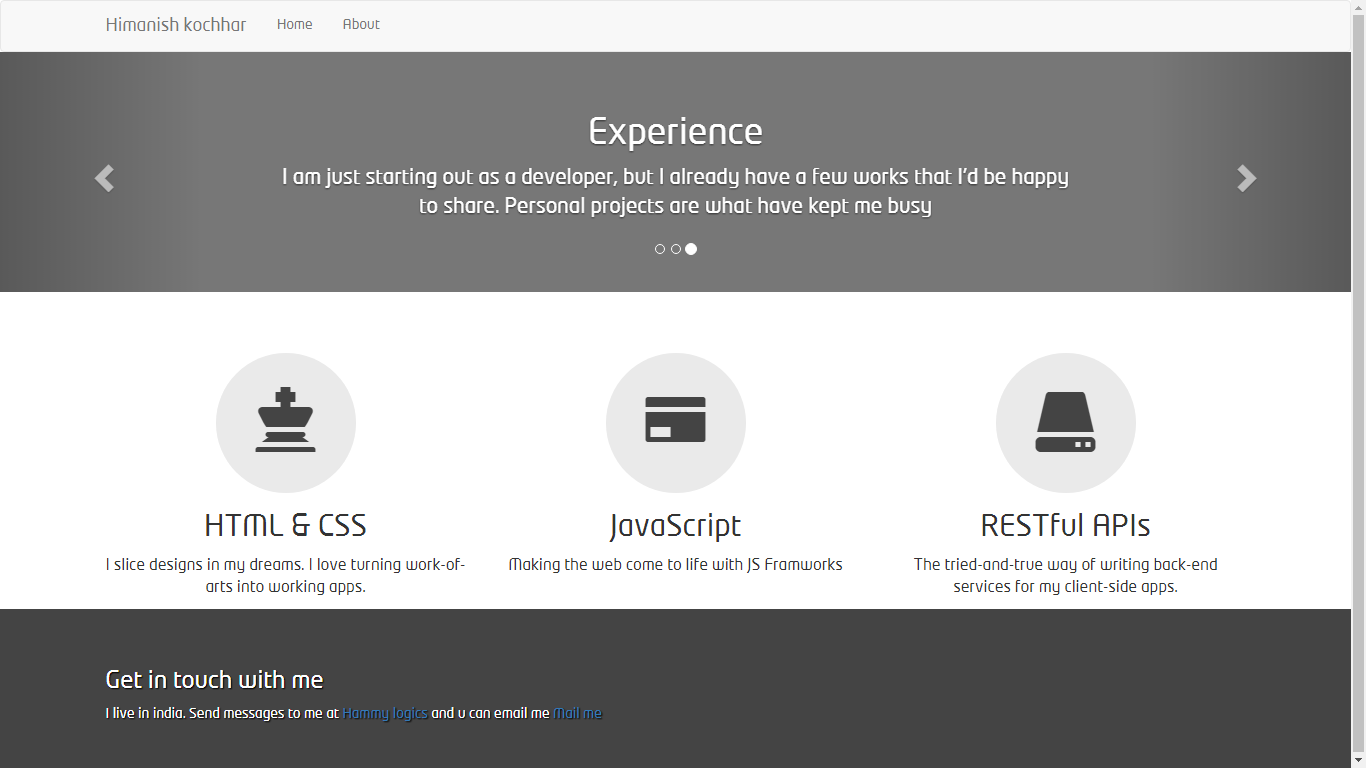 Himanish kochhar Home About
Experience
I am just starting out as a developer, but I already have a few works that I'd be happy
to share. Personal projects are what have kept me busy
HTML & CSS
I slice designs in my dreams. I love turning work-of-
arts into working apps.
JavaScript
Making the web come to life with JS Framworks
RESTful APIs
The tried-and-true way of writing back-end
services for my client-side apps.
Get in touch with me
I live in india. Send messages to me at Hammy logics and u can email me Mail me